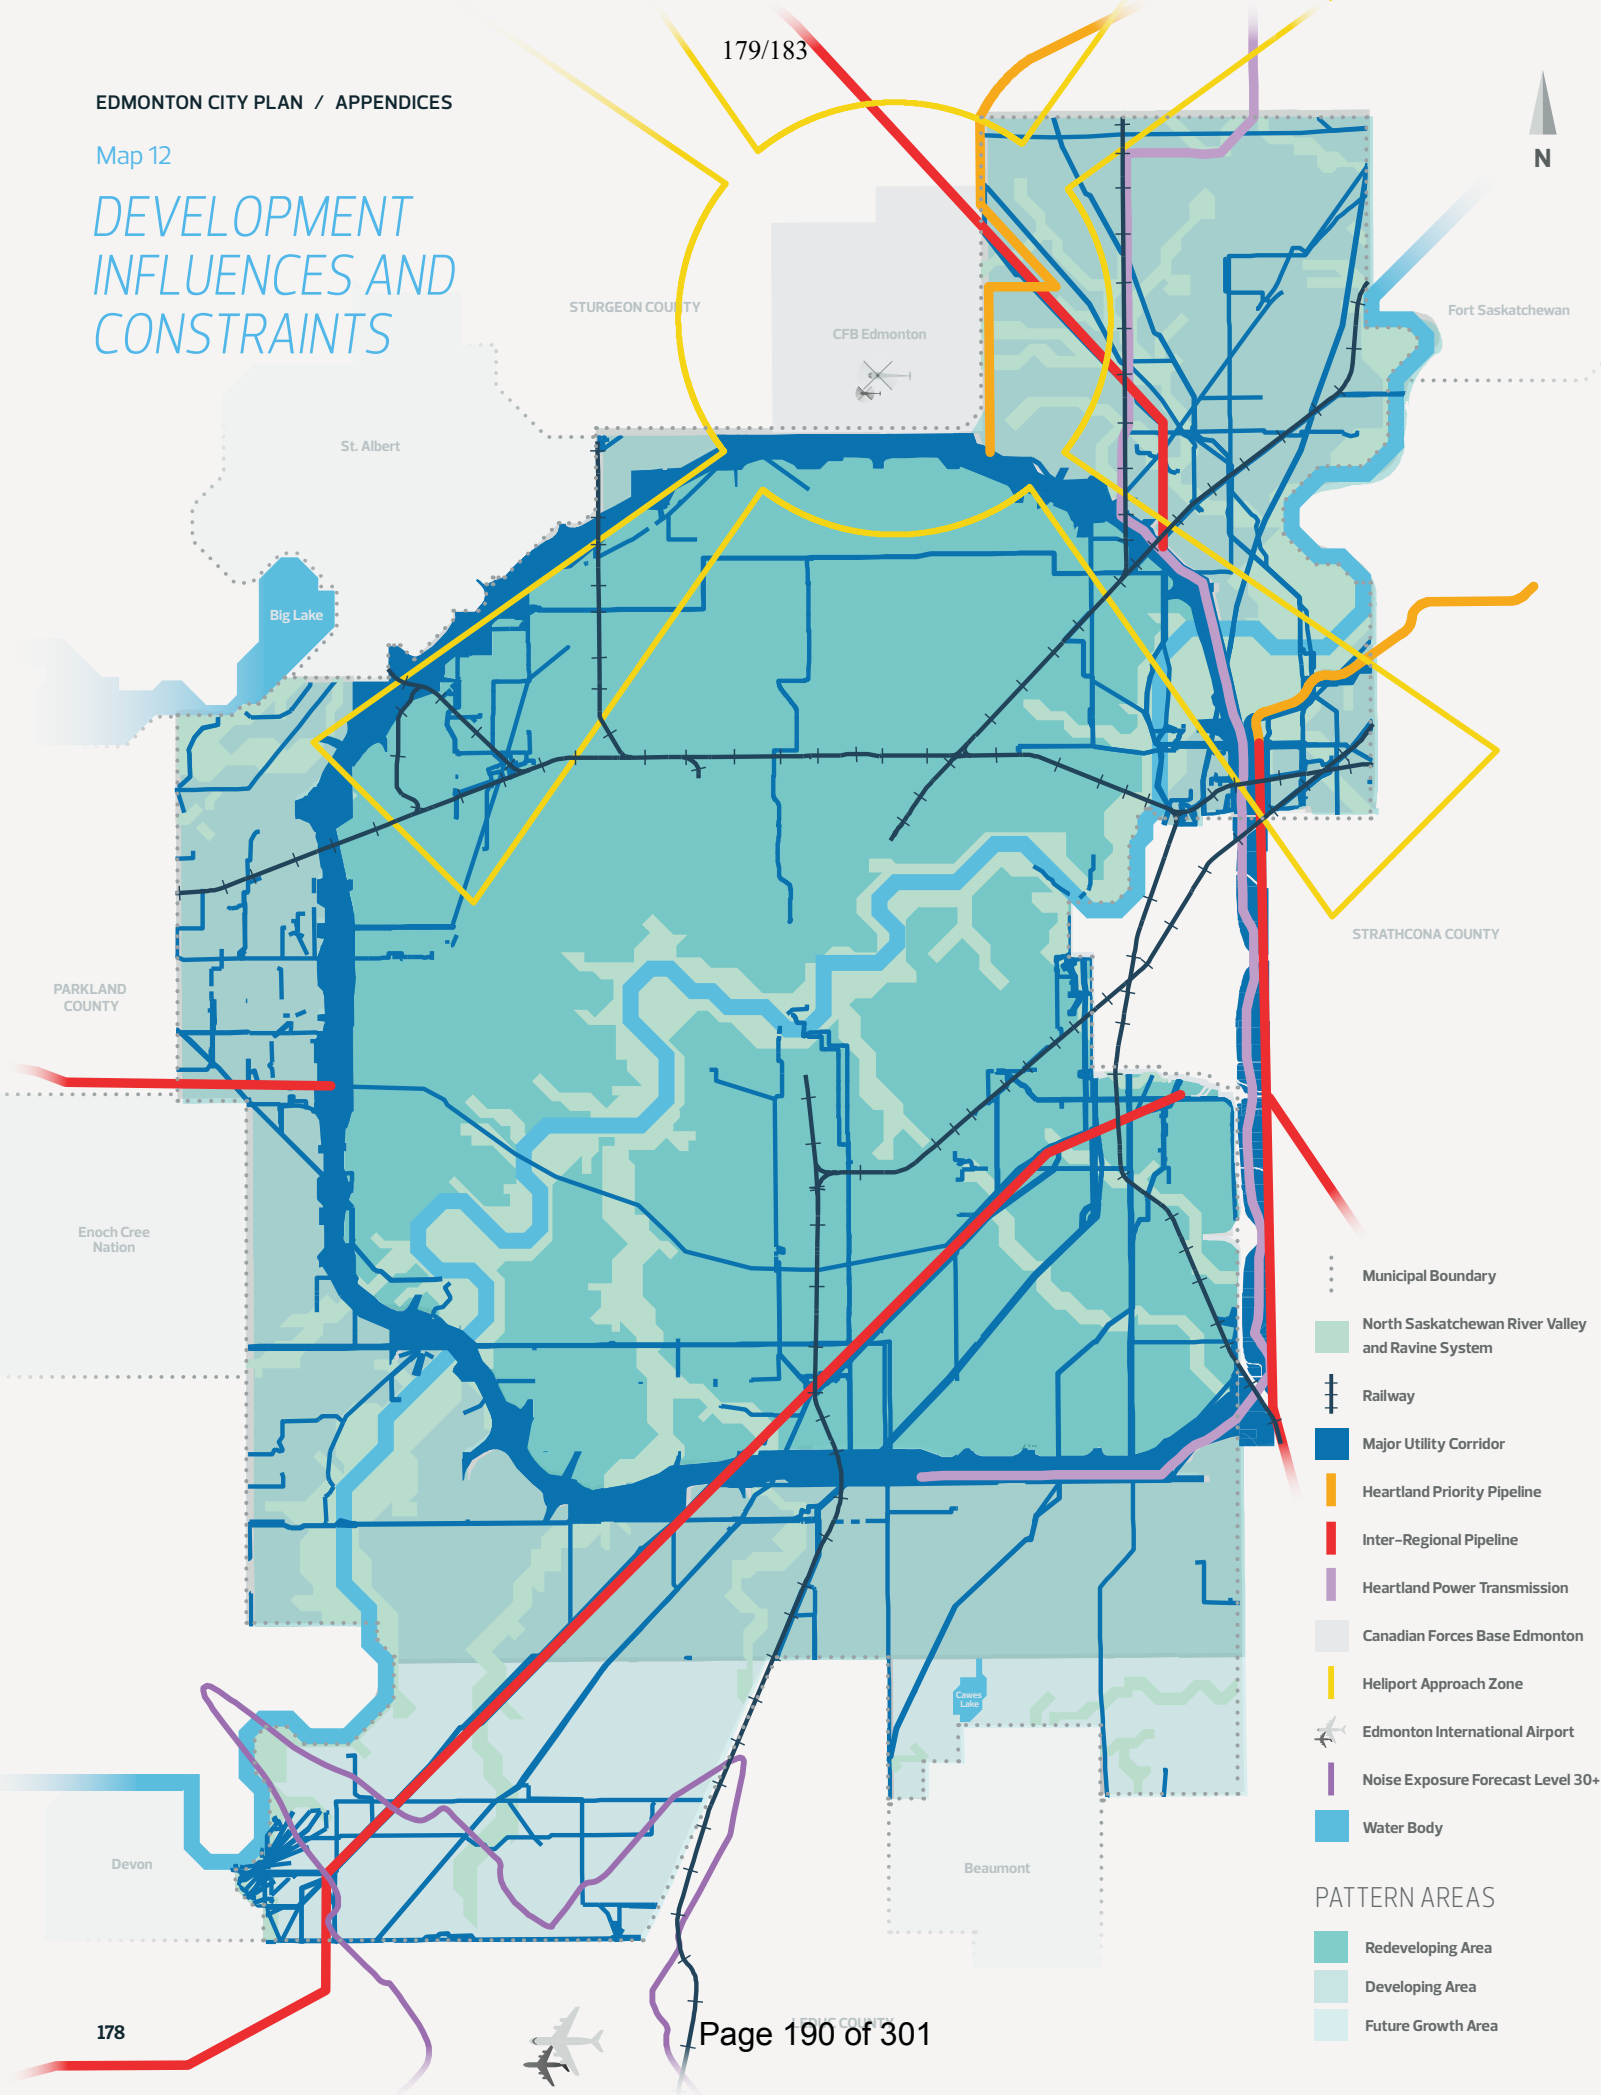 179/183
EDMONTON CITY PLAN / APPENDICES
Map 12
DEVELOPMENT
INFLUENCES AND
CONSTRAINTS
N
STURGEON COUNTY
CFB Edmonton
Fort Saskatchewan
St. Albert
Big Lake
STRATHCONA COUNTY
PARKLAND
COUNTY
Enoch Cree
Nation
Cawes
Lake
Devon
Beaumont
LEDUC COUNTY
Municipal Boundary
North Saskatchewan River Valley
and Ravine System
Railway
Major Utility Corridor
Heartland Priority Pipeline
Inter-Regional Pipeline
Heartland Power Transmission
Canadian Forces Base Edmonton
Heliport Approach Zone
Edmonton International Airport
Noise Exposure Forecast Level 30+
Water Body
PATTERN AREAS
Redeveloping Area
Developing Area
Future Growth Area
178
Page 190 of 301